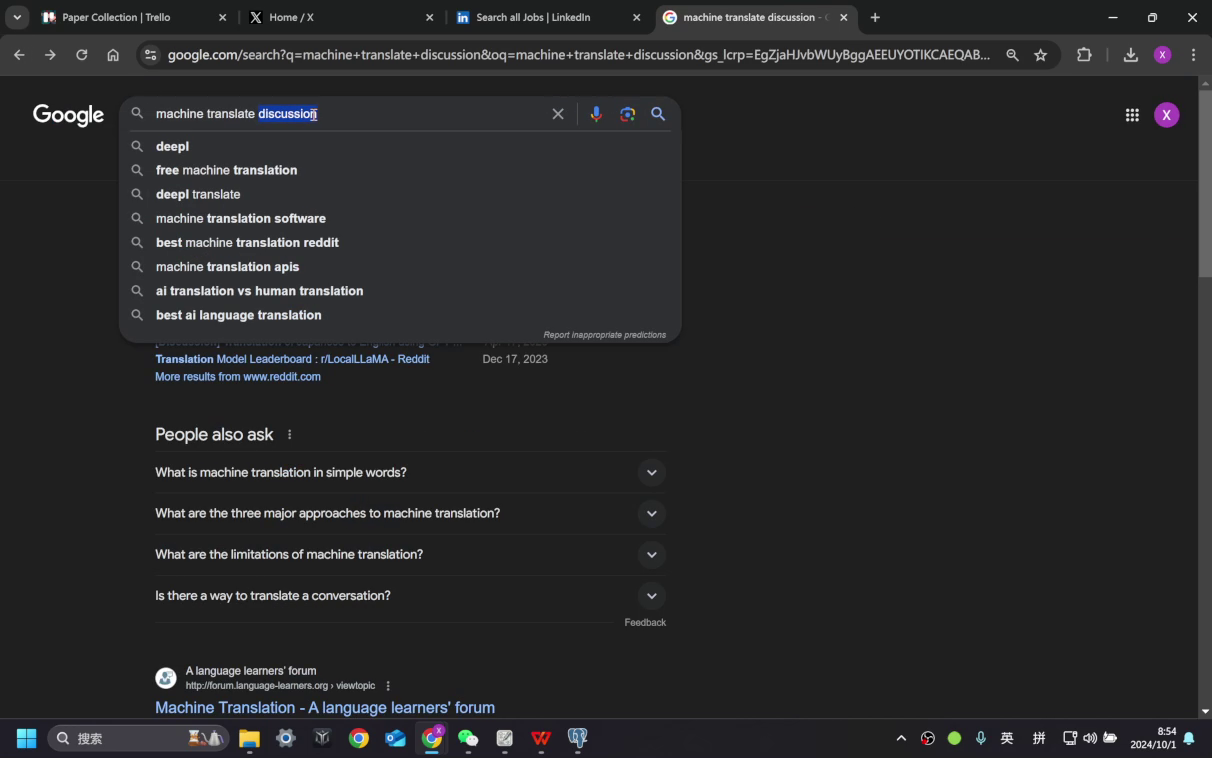 Paper Collection | Trello
Home / X
Search all Jobs | LinkedIn
machine translate discussion -
google.com/search?q=machine+translate+discussion&oq=machine+translate+discussion&gs_lcrp=EgZjaHJvbWUyBggAEEUYOTIKCAEQAB...
X
Google
machine translate discussion
X
deepl
free machine translation
deepl translate
machine translation software
best machine translation reddit
machine translation apis
ai translation vs human translation
best ai language translation
Report inappropriate predictions
Translation Model Leaderboard : r/LocalLLaMA - Reddit
Dec 17, 2023
More results from www.reddit.com
People also ask
What is machine translation in simple words?
What are the three major approaches to machine translation?
What are the limitations of machine translation?
Is there a way to translate a conversation?
Feedback
A language learners' forum
http://forum.language-learners.org › viewtopic
Machine Translation - A language learners' forum
搜索
英
拼
8:54
2024/10/1